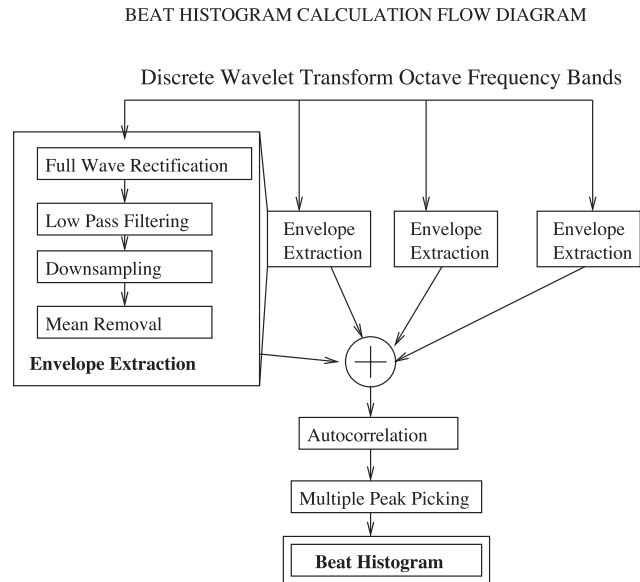 BEAT HISTOGRAM CALCULATION FLOW DIAGRAM
Discrete Wavelet Transform Octave Frequency Bands
Full Wave Rectification
Low Pass Filtering
Downsampling
Mean Removal
Envelope Extraction
Envelope
Extraction
Envelope
Extraction
Envelope
Extraction
Autocorrelation
Multiple Peak Picking
Beat Histogram